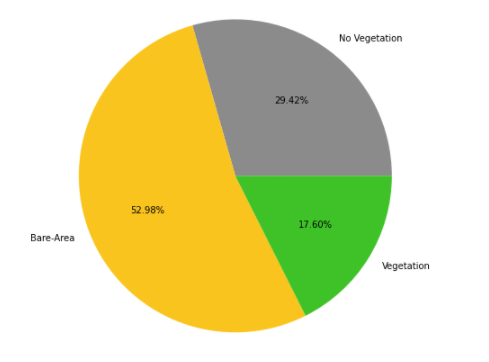 No Vegetation
29.42%
52.98%
17.60%
Bare-Area
Vegetation